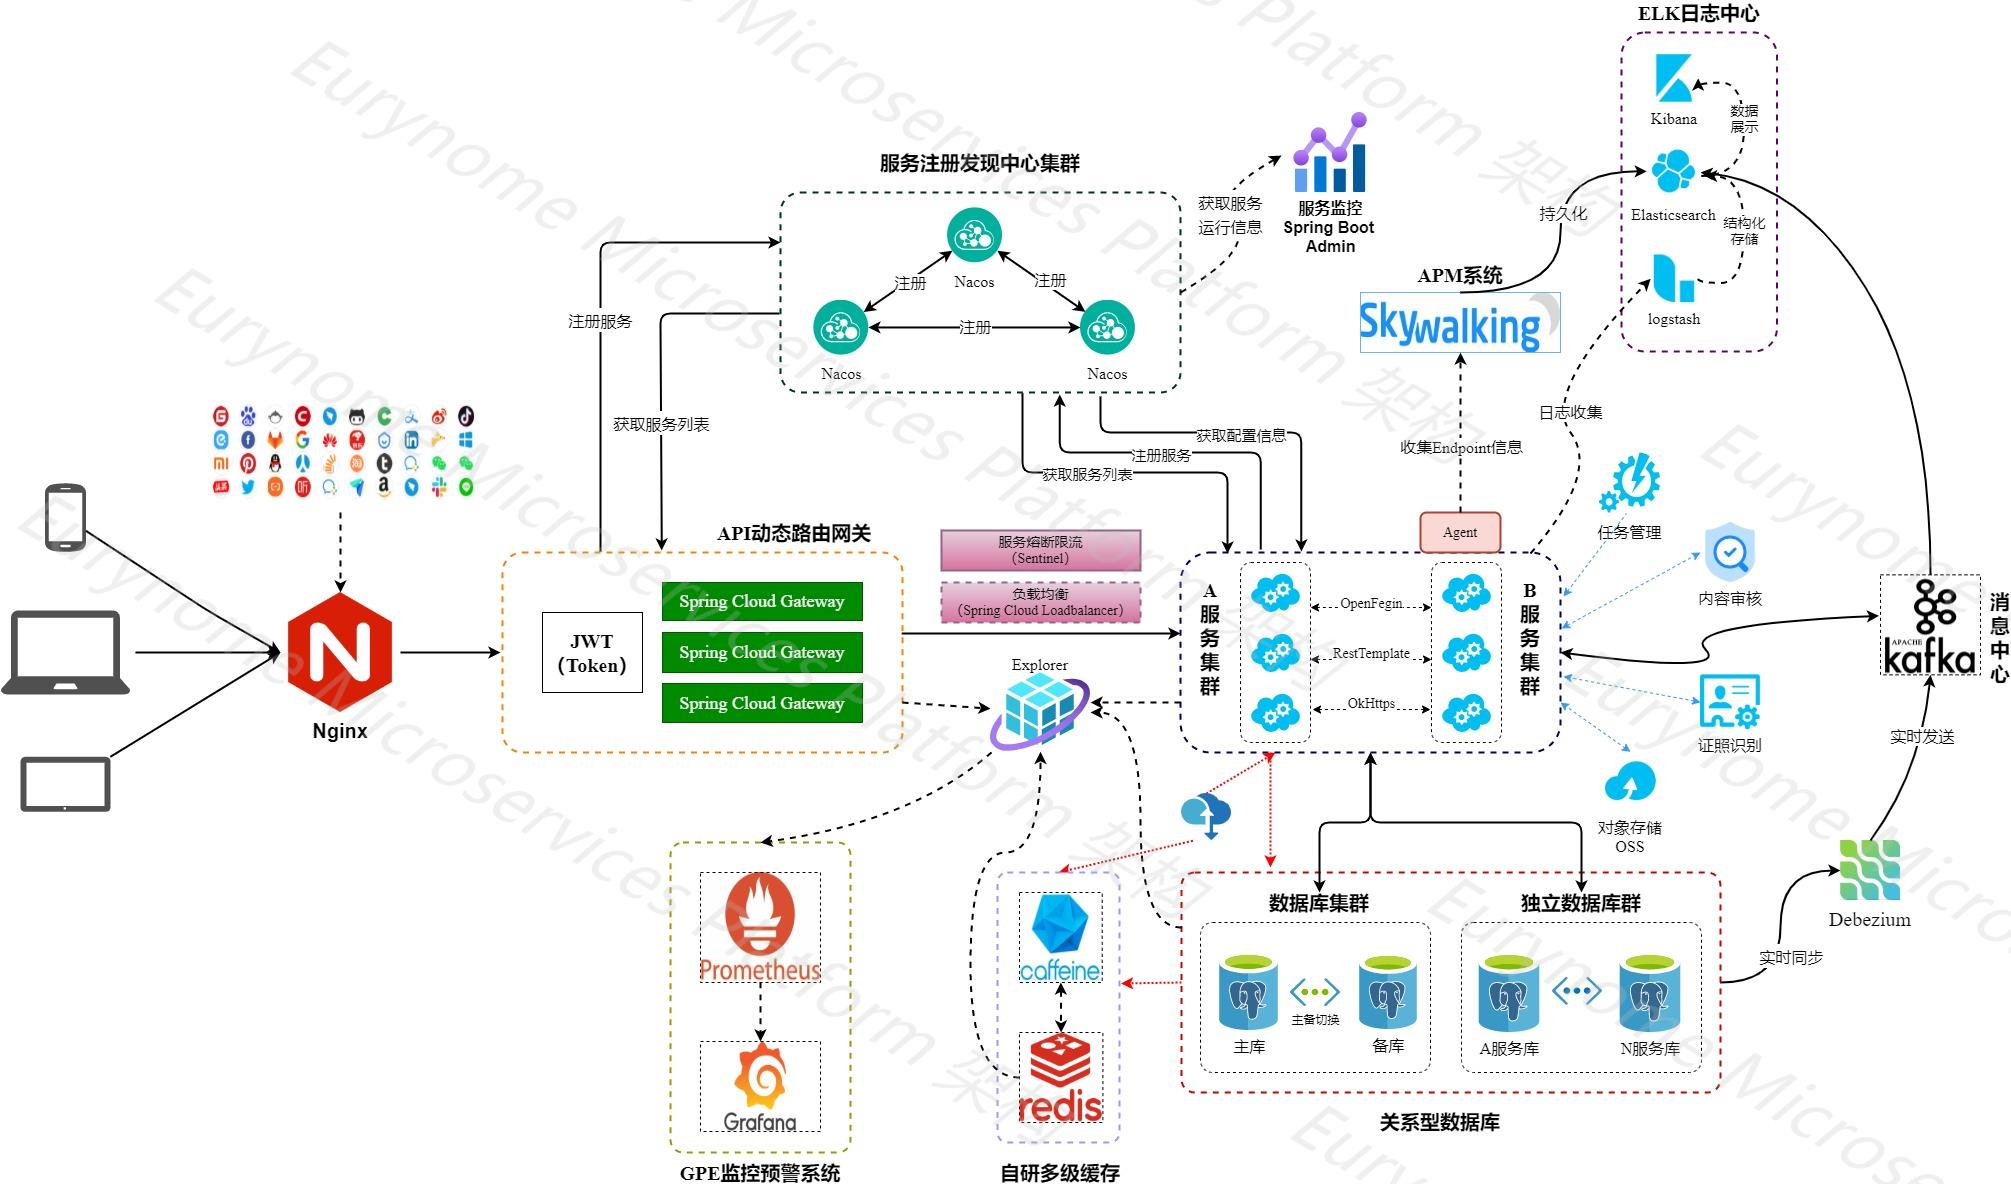 ELK日志中心
Kibana
数据
展示
Elasticsearch
结构化
存储
logstash
持久化
服务注册发现中心集群
Nacos
注册
注册
注册
Nacos
Nacos
获取服务
运行信息
服务监控
Spring Boot
Admin
APM系统
Skywalking
注册服务
获取服务列表
获取配置信息
注册服务
获取服务列表
收集Endpoint信息
日志收集
Agent
任务管理
内容审核
证照识别
对象存储
OSS
API动态路由网关
JWT
（Token）
Spring Cloud Gateway
Spring Cloud Gateway
Spring Cloud Gateway
服务熔断限流
（Sentinel）
负载均衡
（Spring Cloud Loadbalancer）
Explorer
A
服
务
集
群
OpenFegin
RestTemplate
OkHttps
B
服
务
集
群
Nginx
APACHE
kafka
消
息
中
心
实时发送
Debezium
实时同步
Prometheus
Grafana
GPE监控预警系统
caffeine
redis
自研多级缓存
数据库集群
主库
主备切换
备库
独立数据库群
A服务库
N服务库
关系型数据库
Eurynome Microservices Platform 架构